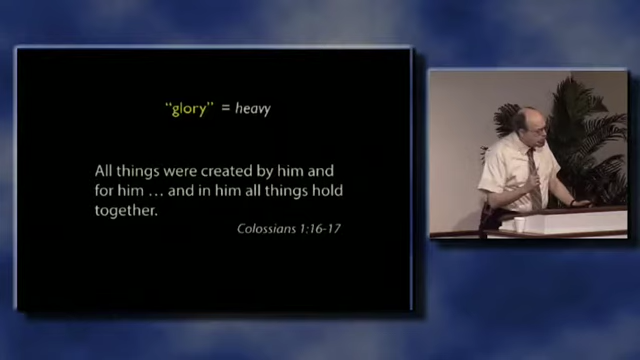 "glory" = heavy
All things were created by him and
for him ... and in him all things hold
together.
Colossians 1:16-17